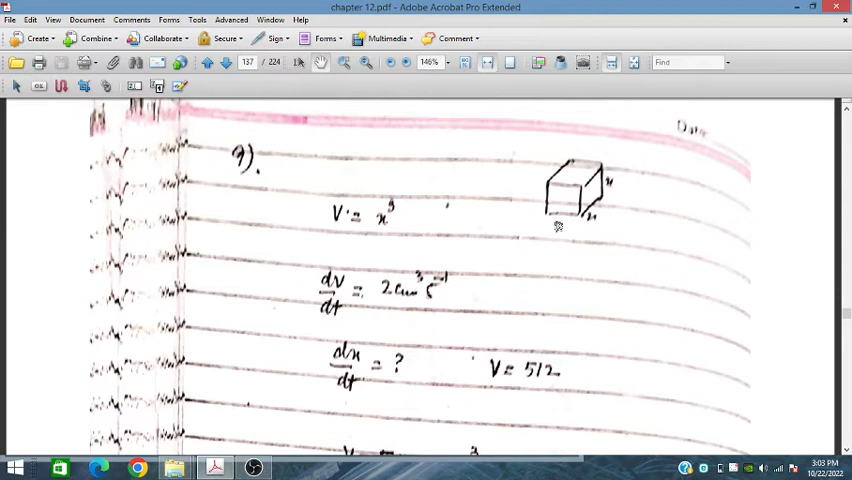 chapter 12.pdf - Adobe Acrobat Pro Extended
File Edit View Document Comments Forms Tools Advanced Window Help
Create Combine Collaborate Secure Sign Forms Multimedia Comment
137 / 224 146% Find
Date
9).
x
x
V = x³
dv/dt = 2cm³ s⁻¹
dx/dt = ? V = 512
3
3:03 PM
10/22/2022